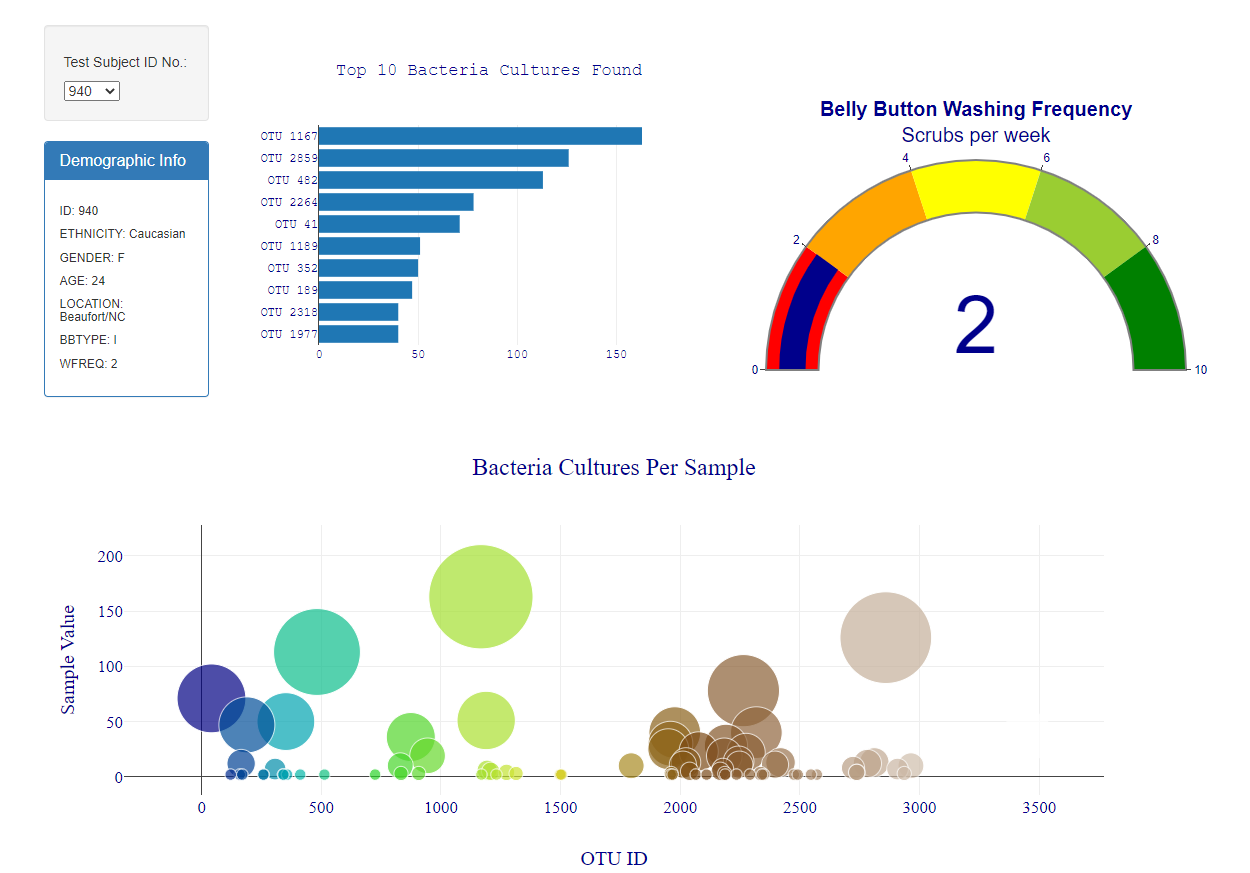 Test Subject ID No.:
940
Demographic Info
ID: 940
ETHNICITY: Caucasian
GENDER: F
AGE: 24
LOCATION:
Beaufort/NC
BBTYPE: I
WFREQ: 2
Top 10 Bacteria Cultures Found
OTU 1167
OTU 2859
OTU 482
OTU 2264
OTU 41
OTU 1189
OTU 352
OTU 189
OTU 2318
OTU 1977
0 50 100 150
Belly Button Washing Frequency
Scrubs per week
4 6
2 8
2
0 10
Bacteria Cultures Per Sample
Sample Value
200
150
100
50
0
0 500 1000 1500 2000 2500 3000 3500
OTU ID